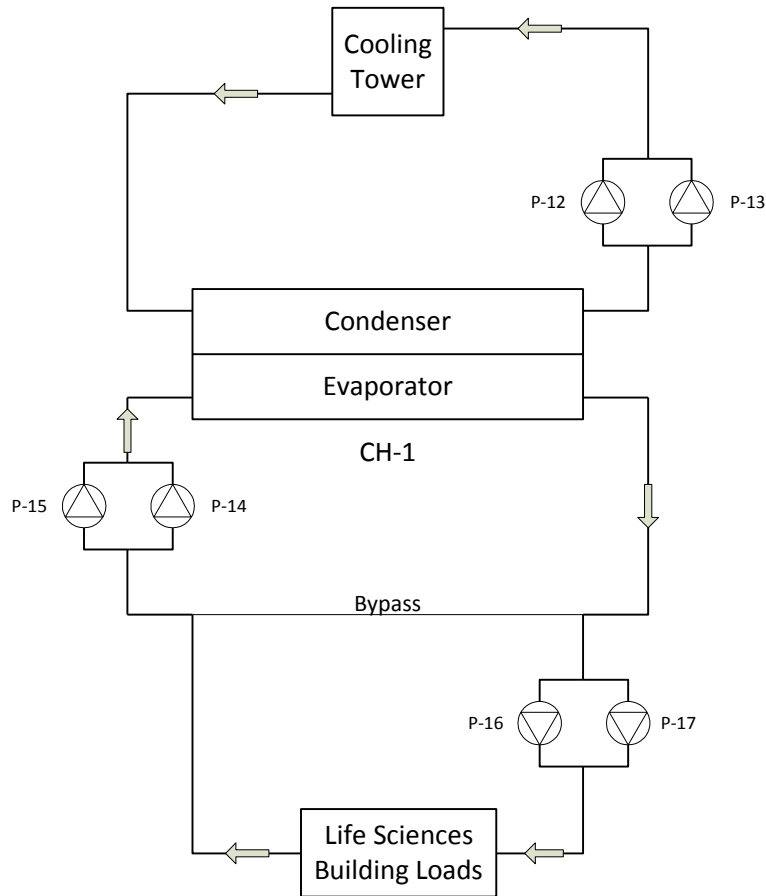 Cooling
Tower
P-12
P-13
Condenser
Evaporator
CH-1
P-15
P-14
Bypass
P-16
P-17
Life Sciences
Building Loads